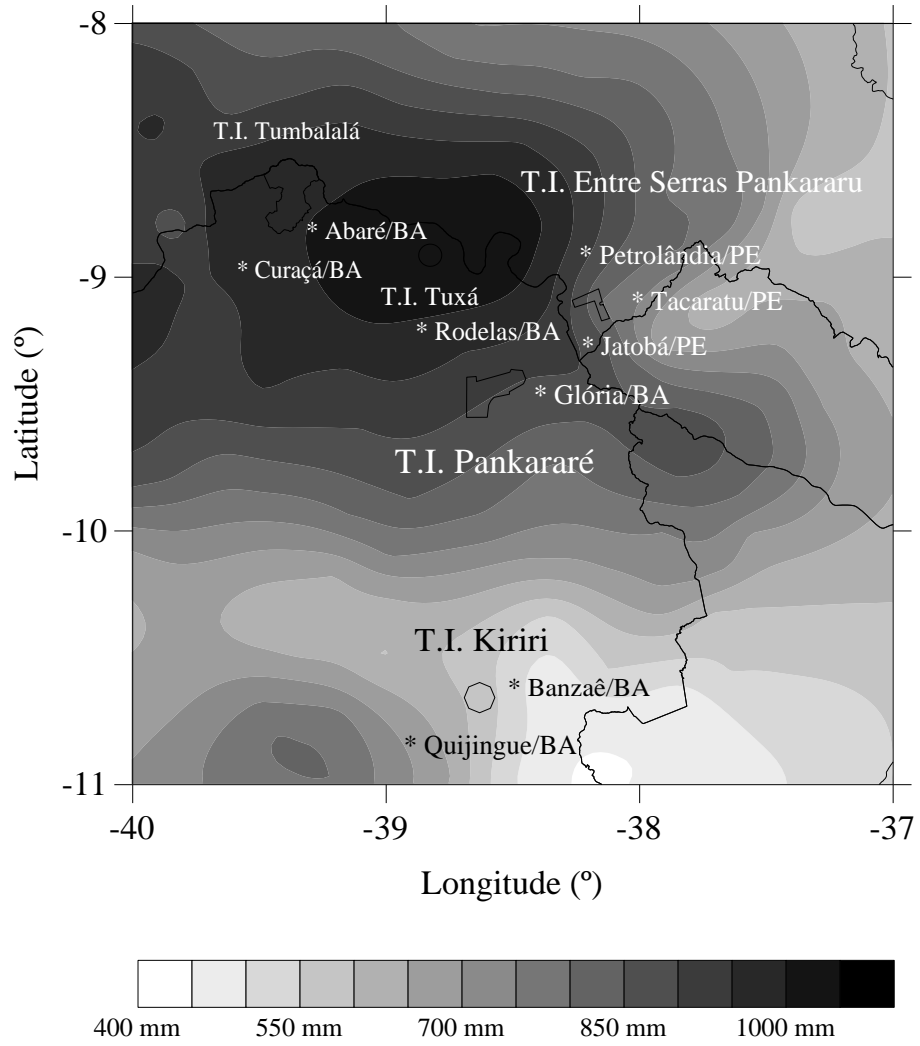 -8
T.I. Tumbalalá
T.I. Entre Serras Pankararu
* Abaré/BA
* Petrolândia/PE
* Curaçá/BA
-9
T.I. Tuxá
* Tacaratu/PE
* Rodelas/BA
* Jatobá/PE
* Glória/BA
T.I. Pankararé
Latitude (º)
-10
T.I. Kiriri
* Banzaê/BA
* Quijingue/BA
-11
-40 -39 -38 -37
Longitude (º)
400 mm 550 mm 700 mm 850 mm 1000 mm